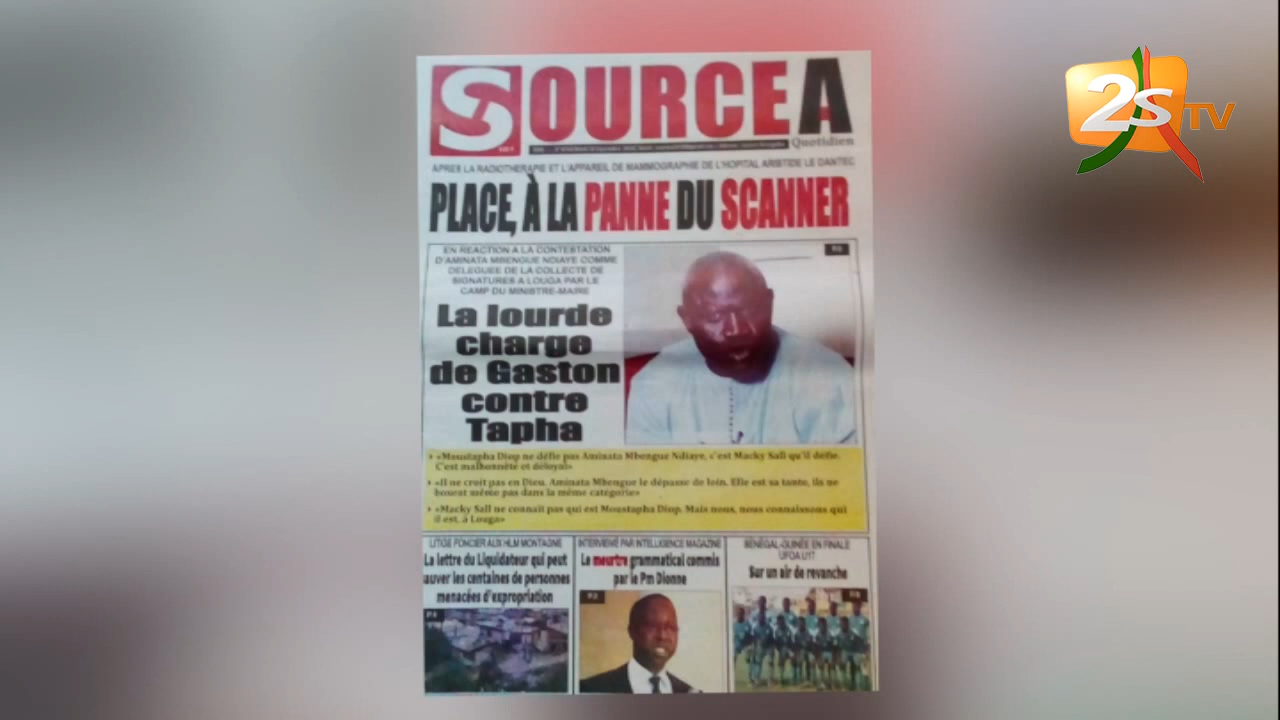 2STV
SOURCEA
Quotidien
APRES LA RADIOTHERAPIE ET L'APPAREIL DE MAMMOGRAPHIE DE L'HOPITAL ARISTIDE LE DANTEC
PLACE, À LA PANNE DU SCANNER
EN REACTION A LA CONTESTATION
D'AMINATA MBENGUE NDIAYE COMME
DELEGUEE DE LA COLLECTE DE
SIGNATURES A LOUGA PAR LE
CAMP DU MINISTRE-MAIRE
La lourde
charge
de Gaston
contre
Tapha
«Moustapha Diop ne défie pas Aminata Mbengue Ndiaye, c'est Macky Sall qu'il défie.
C'est malhonnête et déloyal»
«Il ne croit pas en Dieu. Aminata Mbengue le dépasse de loin. Elle est sa tante, ils ne
boxent même pas dans la même catégorie»
«Macky Sall ne connaît pas qui est Moustapha Diop. Mais nous, nous connaissons qui
il est, à Louga»
LITIGE FONCIER AUX HLM MONTAGNE
La lettre du Liquidateur qui peut
sauver les centaines de personnes
menacées d'expropriation
INTERVIEWÉ PAR INTELLIGENCE MAGAZINE
Le meurtre grammatical commis
par le Pm Dionne
SENEGAL-GUINÉE EN FINALE
UFOA U17
Sur un air de revanche